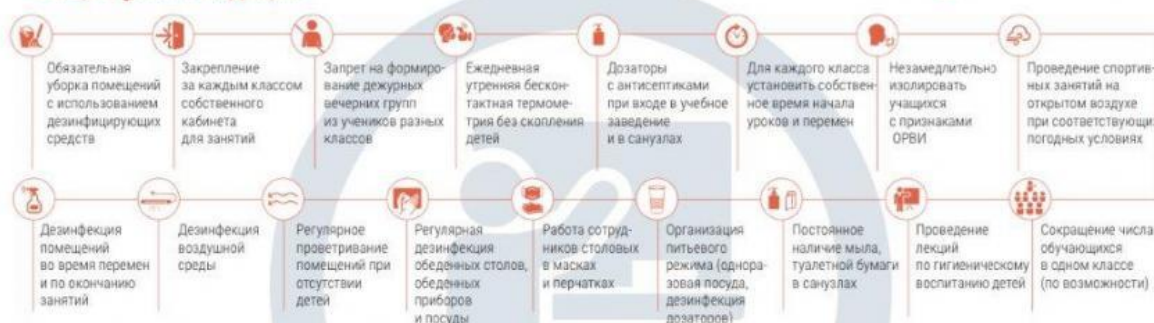 Обязательная
уборка помещений
с использованием
дезинфицирующих
средств
Закрепление
за каждым классом
собственного
кабинета
для занятий
Запрет на формиро-
вание дежурных
вечерних групп
из учеников разных
классов
Ежедневная
утренняя бескон-
тактная термоме-
трия без скопления
детей
Дозаторы
с антисептиками
при входе в учебное
заведение
и в санузлах
Для каждого класса
установить собствен-
ное время начала
уроков и перемен
Незамедлительно
изолировать
учащихся
с признаками
ОРВИ
Проведение спортив-
ных занятий на
открытом воздухе
при соответствующих
погодных условиях
Дезинфекция
помещений
во время перемен
и по окончанию
занятий
Дезинфекция
воздушной
среды
Регулярное
проветривание
помещений при
отсутствии
детей
Регулярная
дезинфекция
обеденных столов,
обеденных
приборов
и посуды
Работа сотруд-
ников столовых
в масках
и перчатках
Организация
питьевого
режима (однора-
зовая посуда,
дезинфекция
дозаторов)
Постоянное
наличие мыла,
туалетной бумаги
в санузлах
Проведение
лекций
по гигиеническому
воспитанию детей
Сокращение числа
обучающихся
в одном классе
(по возможности)